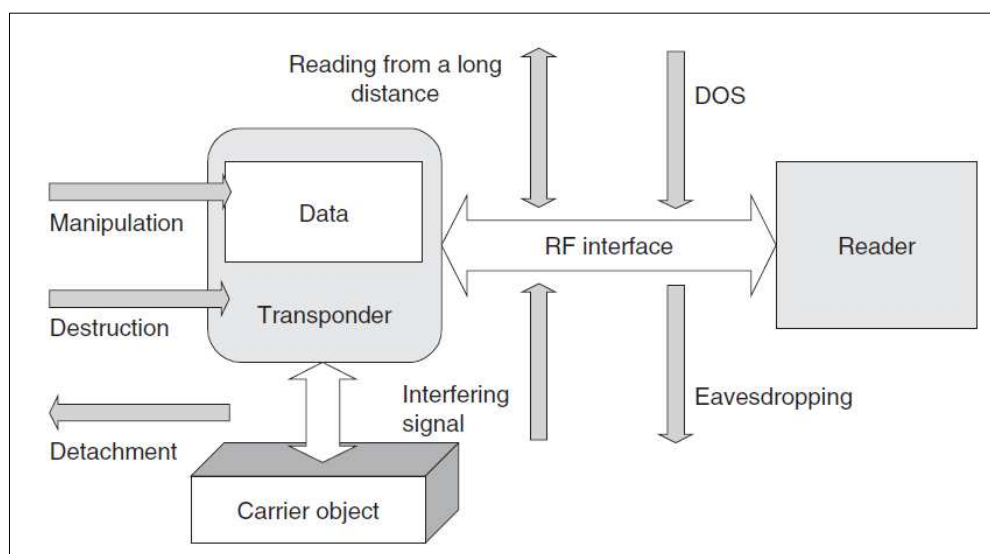 Reading from a long
distance
DOS
Manipulation
Data
RF interface
Reader
Destruction
Transponder
Interfering
signal
Eavesdropping
Detachment
Carrier object